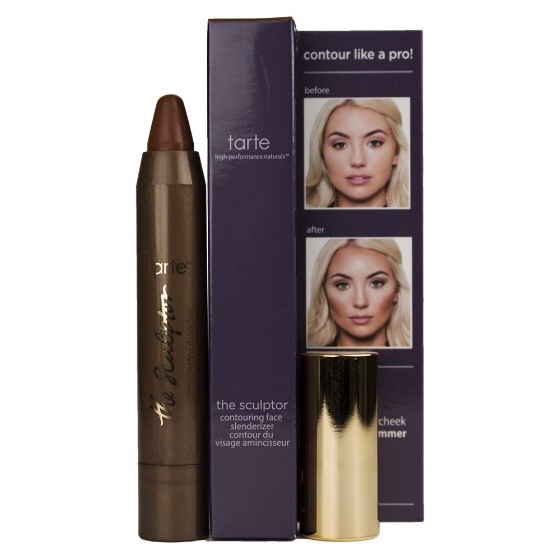 tarte
the Sculptor
tarte
high-performance naturals™
the sculptor
contouring face
slenderizer
contour du
visage amincisseur
contour like a pro!
before
after
cheek
mmer